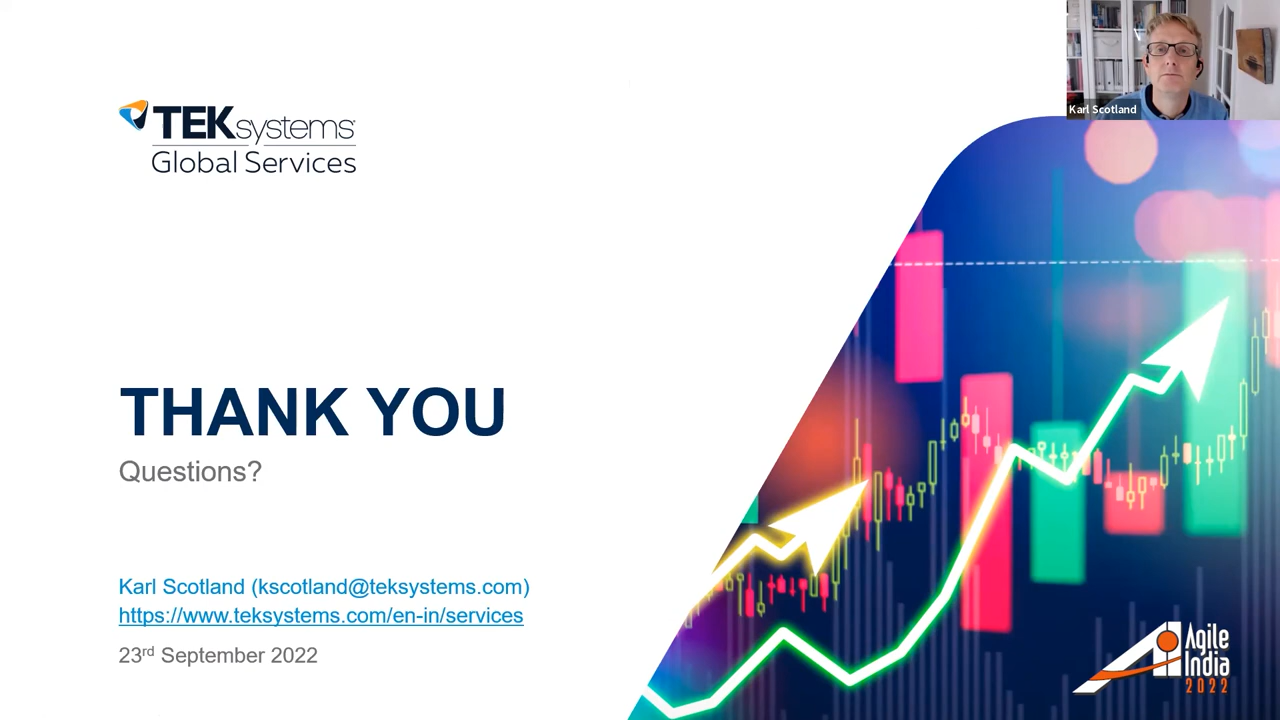 Karl Scotland
TEKsystems
Global Services
THANK YOU
Questions?
Karl Scotland (kscotland@teksystems.com)
https://www.teksystems.com/en-in/services
23rd September 2022
Agile
India
2022